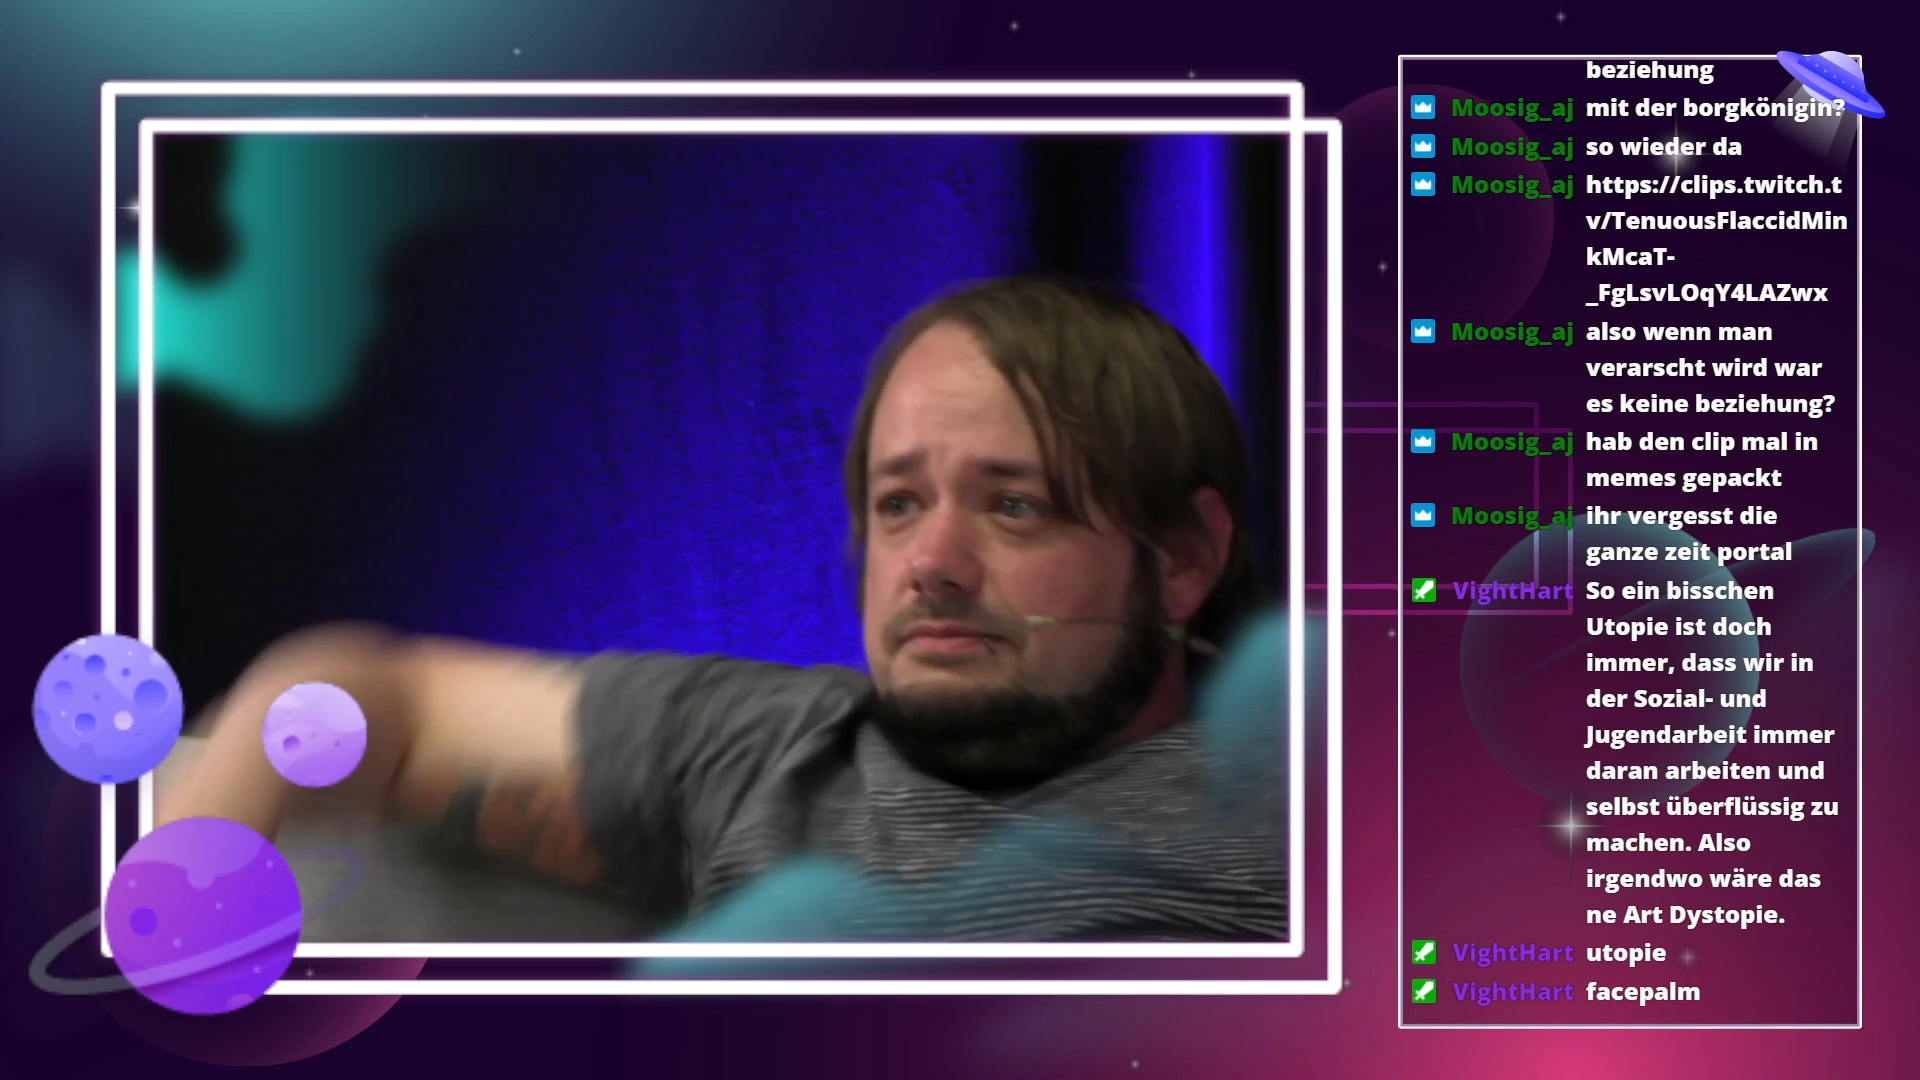 beziehung
Moosig_aj mit der borgkönigin?
Moosig_aj so wieder da
Moosig_aj https://clips.twitch.t
v/TenuousFlaccidMin
kMcaT-
_FgLsvLOqY4LAZwx
Moosig_aj also wenn man
verarscht wird war
es keine beziehung?
Moosig_aj hab den clip mal in
memes gepackt
Moosig_aj ihr vergesst die
ganze zeit portal
VightHart So ein bisschen
Utopie ist doch
immer, dass wir in
der Sozial- und
Jugendarbeit immer
daran arbeiten und
selbst überflüssig zu
machen. Also
irgendwo wäre das
ne Art Dystopie.
VightHart utopie
VightHart facepalm